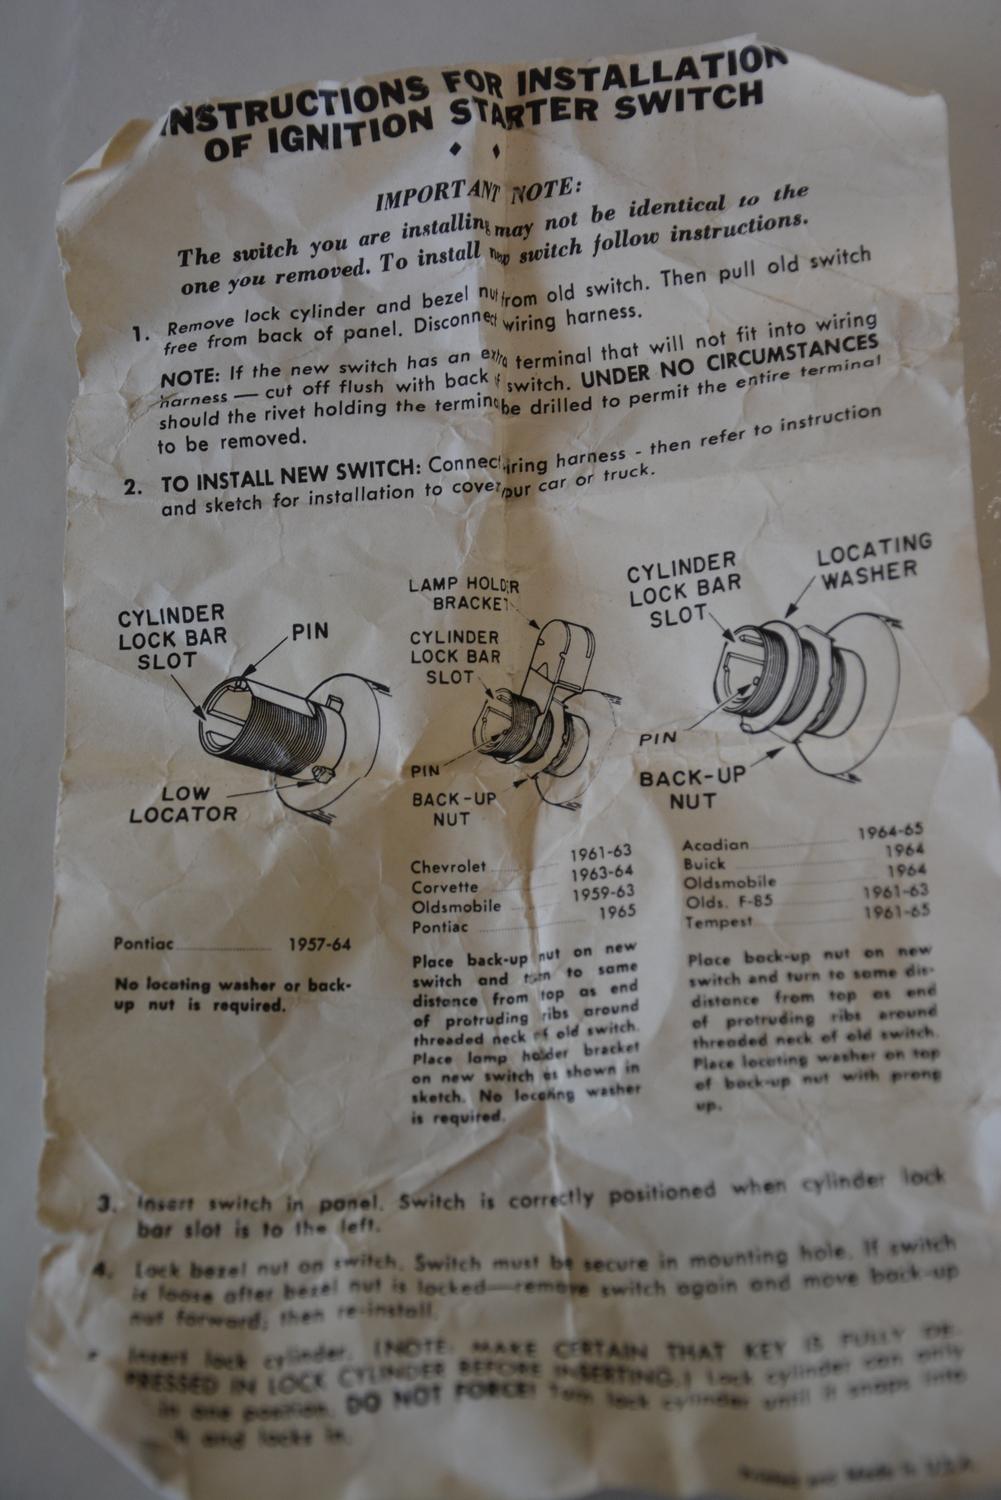 INSTRUCTIONS FOR INSTALLATION
OF IGNITION STARTER SWITCH
IMPORTANT NOTE:
The switch you are installing may not be identical to the
one you removed. To install new switch follow instructions.
1. Remove lock cylinder and bezel nut from old switch. Then pull old switch
free from back of panel. Disconnect wiring harness.
NOTE: If the new switch has an extra terminal that will not fit into wiring
harness — cut off flush with back of switch. UNDER NO CIRCUMSTANCES
should the rivet holding the terminal be drilled to permit the entire terminal
to be removed.
2. TO INSTALL NEW SWITCH: Connect wiring harness - then refer to instruction
and sketch for installation to cover your car or truck.
CYLINDER
LOCK BAR
SLOT
PIN
LOW
LOCATOR
Pontiac 1957-64
No locating washer or back-
up nut is required.
LAMP HOLDER
BRACKET
CYLINDER
LOCK BAR
SLOT
PIN
BACK-UP
NUT
Chevrolet 1961-63
Corvette 1963-64
Oldsmobile 1959-63
Pontiac 1965
Place back-up nut on new
switch and turn to same
distance from top as end
of protruding ribs around
threaded neck of old switch.
Place lamp holder bracket
on new switch as shown in
sketch. No locating washer
is required.
CYLINDER
LOCK BAR
SLOT
LOCATING
WASHER
PIN
BACK-UP
NUT
Acadian 1964-65
Buick 1964
Oldsmobile 1964
Olds. F-85 1961-63
Tempest 1961-65
Place back-up nut on new
switch and turn to same dis-
distance from top as end
of protruding ribs around
threaded neck of old switch.
Place locating washer on top
of back-up nut with prong
up.
3. Insert switch in panel. Switch is correctly positioned when cylinder lock
bar slot is to the left.
4. Lock bezel nut on switch. Switch must be secure in mounting hole. If switch
is loose after bezel nut is locked—remove switch again and move back-up
nut forward; then re-install.
Insert lock cylinder. (NOTE: MAKE CERTAIN THAT KEY IS FULLY DE-
PRESSED IN LOCK CYLINDER BEFORE INSERTING.) Lock cylinder can only
in one position. DO NOT FORCE! Turn lock cylinder until it snaps into
and locks in.
Made in U.S.A.